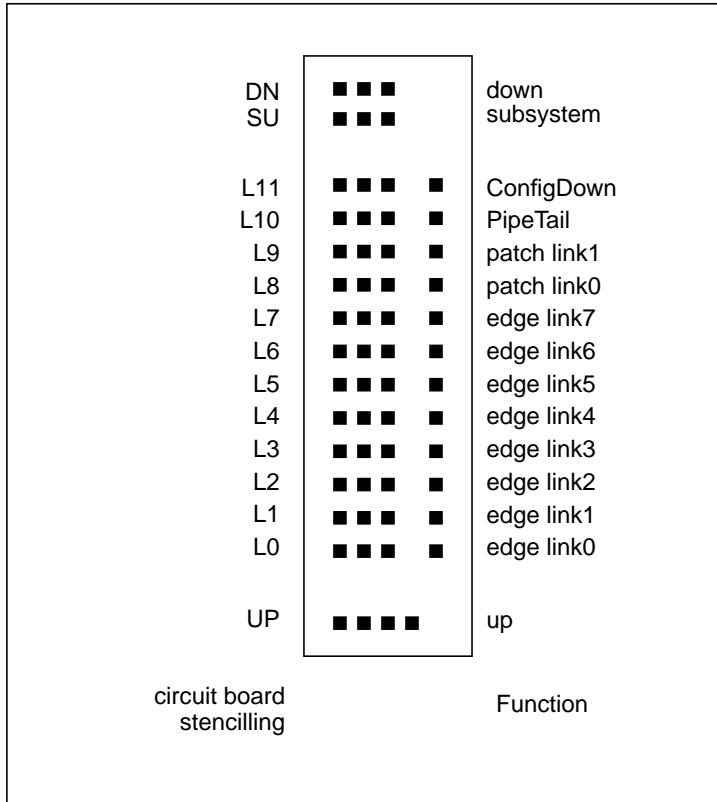 DN down
SU subsystem
L11 ConfigDown
L10 PipeTail
L9 patch link1
L8 patch link0
L7 edge link7
L6 edge link6
L5 edge link5
L4 edge link4
L3 edge link3
L2 edge link2
L1 edge link1
L0 edge link0
UP up
circuit board
stencilling
Function